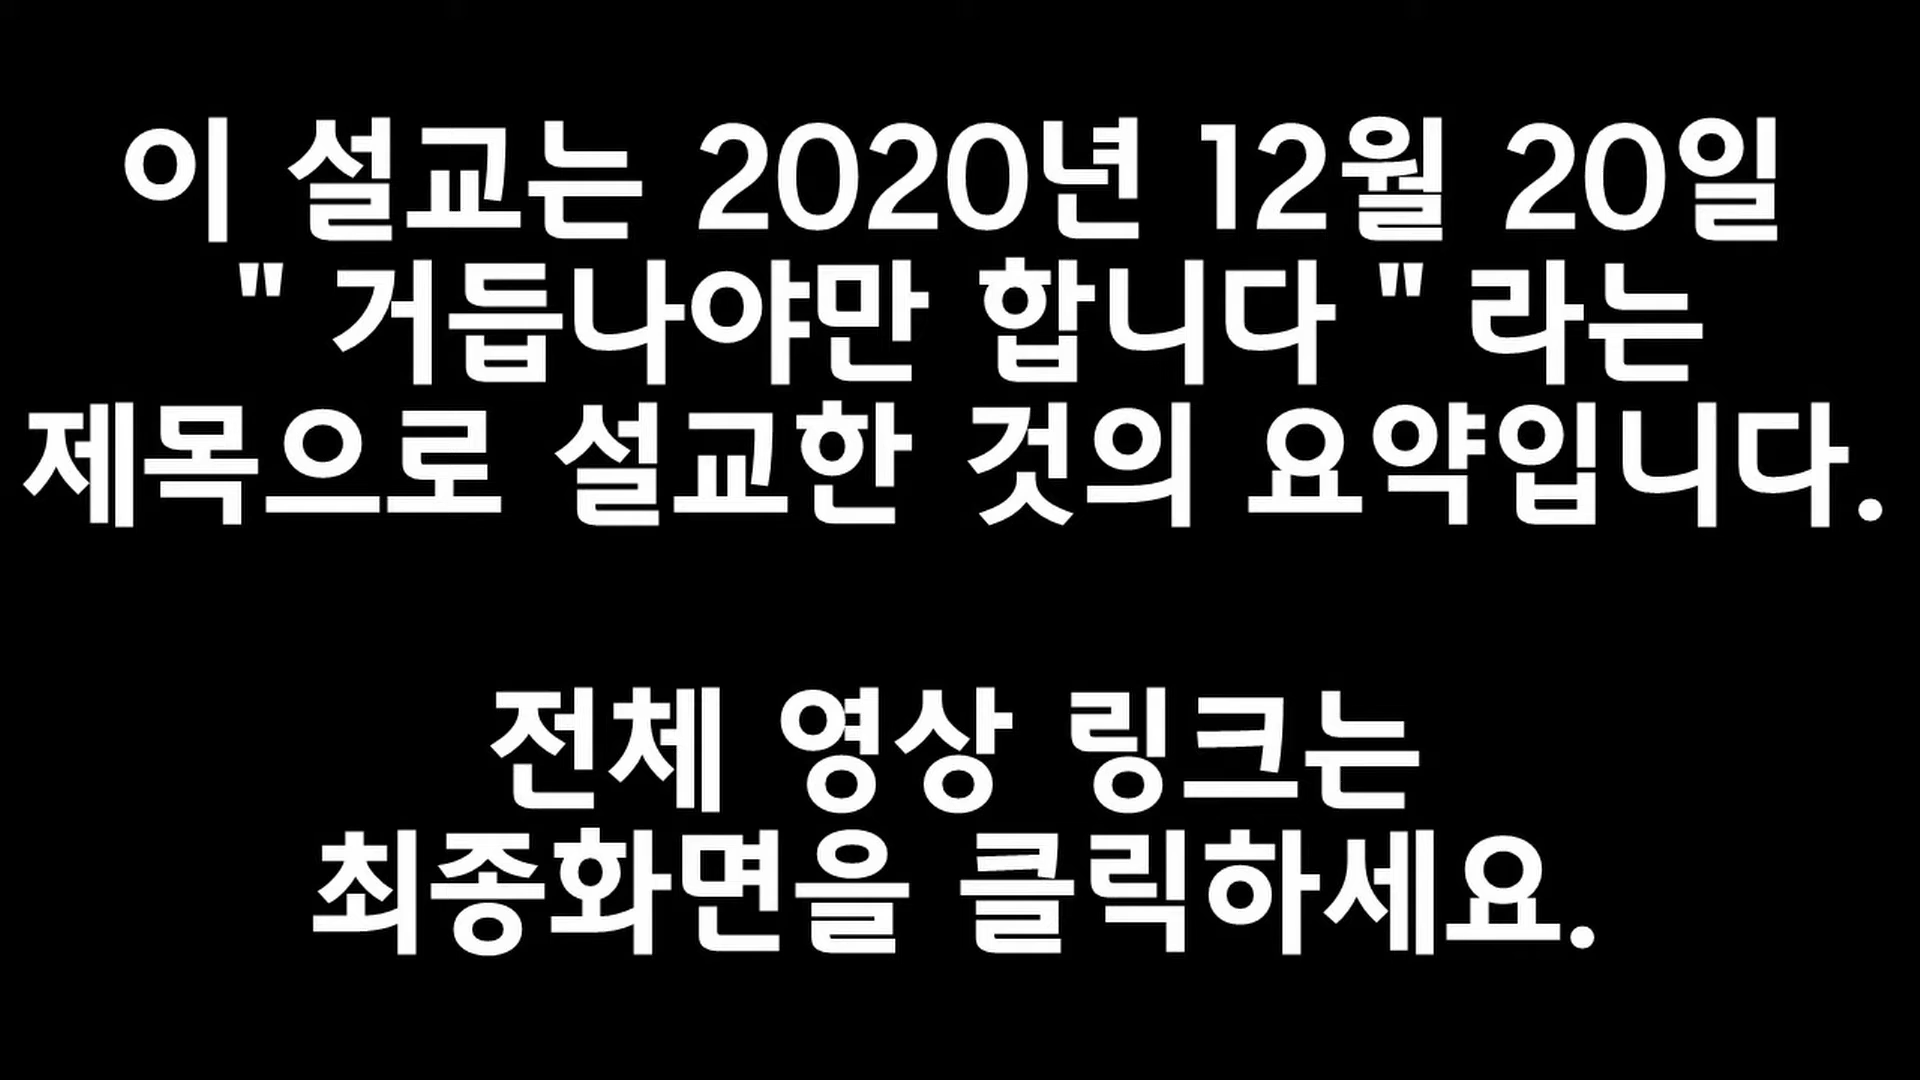 이 설교는 2020년 12월 20일
" 거듭나야만 합니다 " 라는
제목으로 설교한 것의 요약입니다.
전체 영상 링크는
최종화면을 클릭하세요.